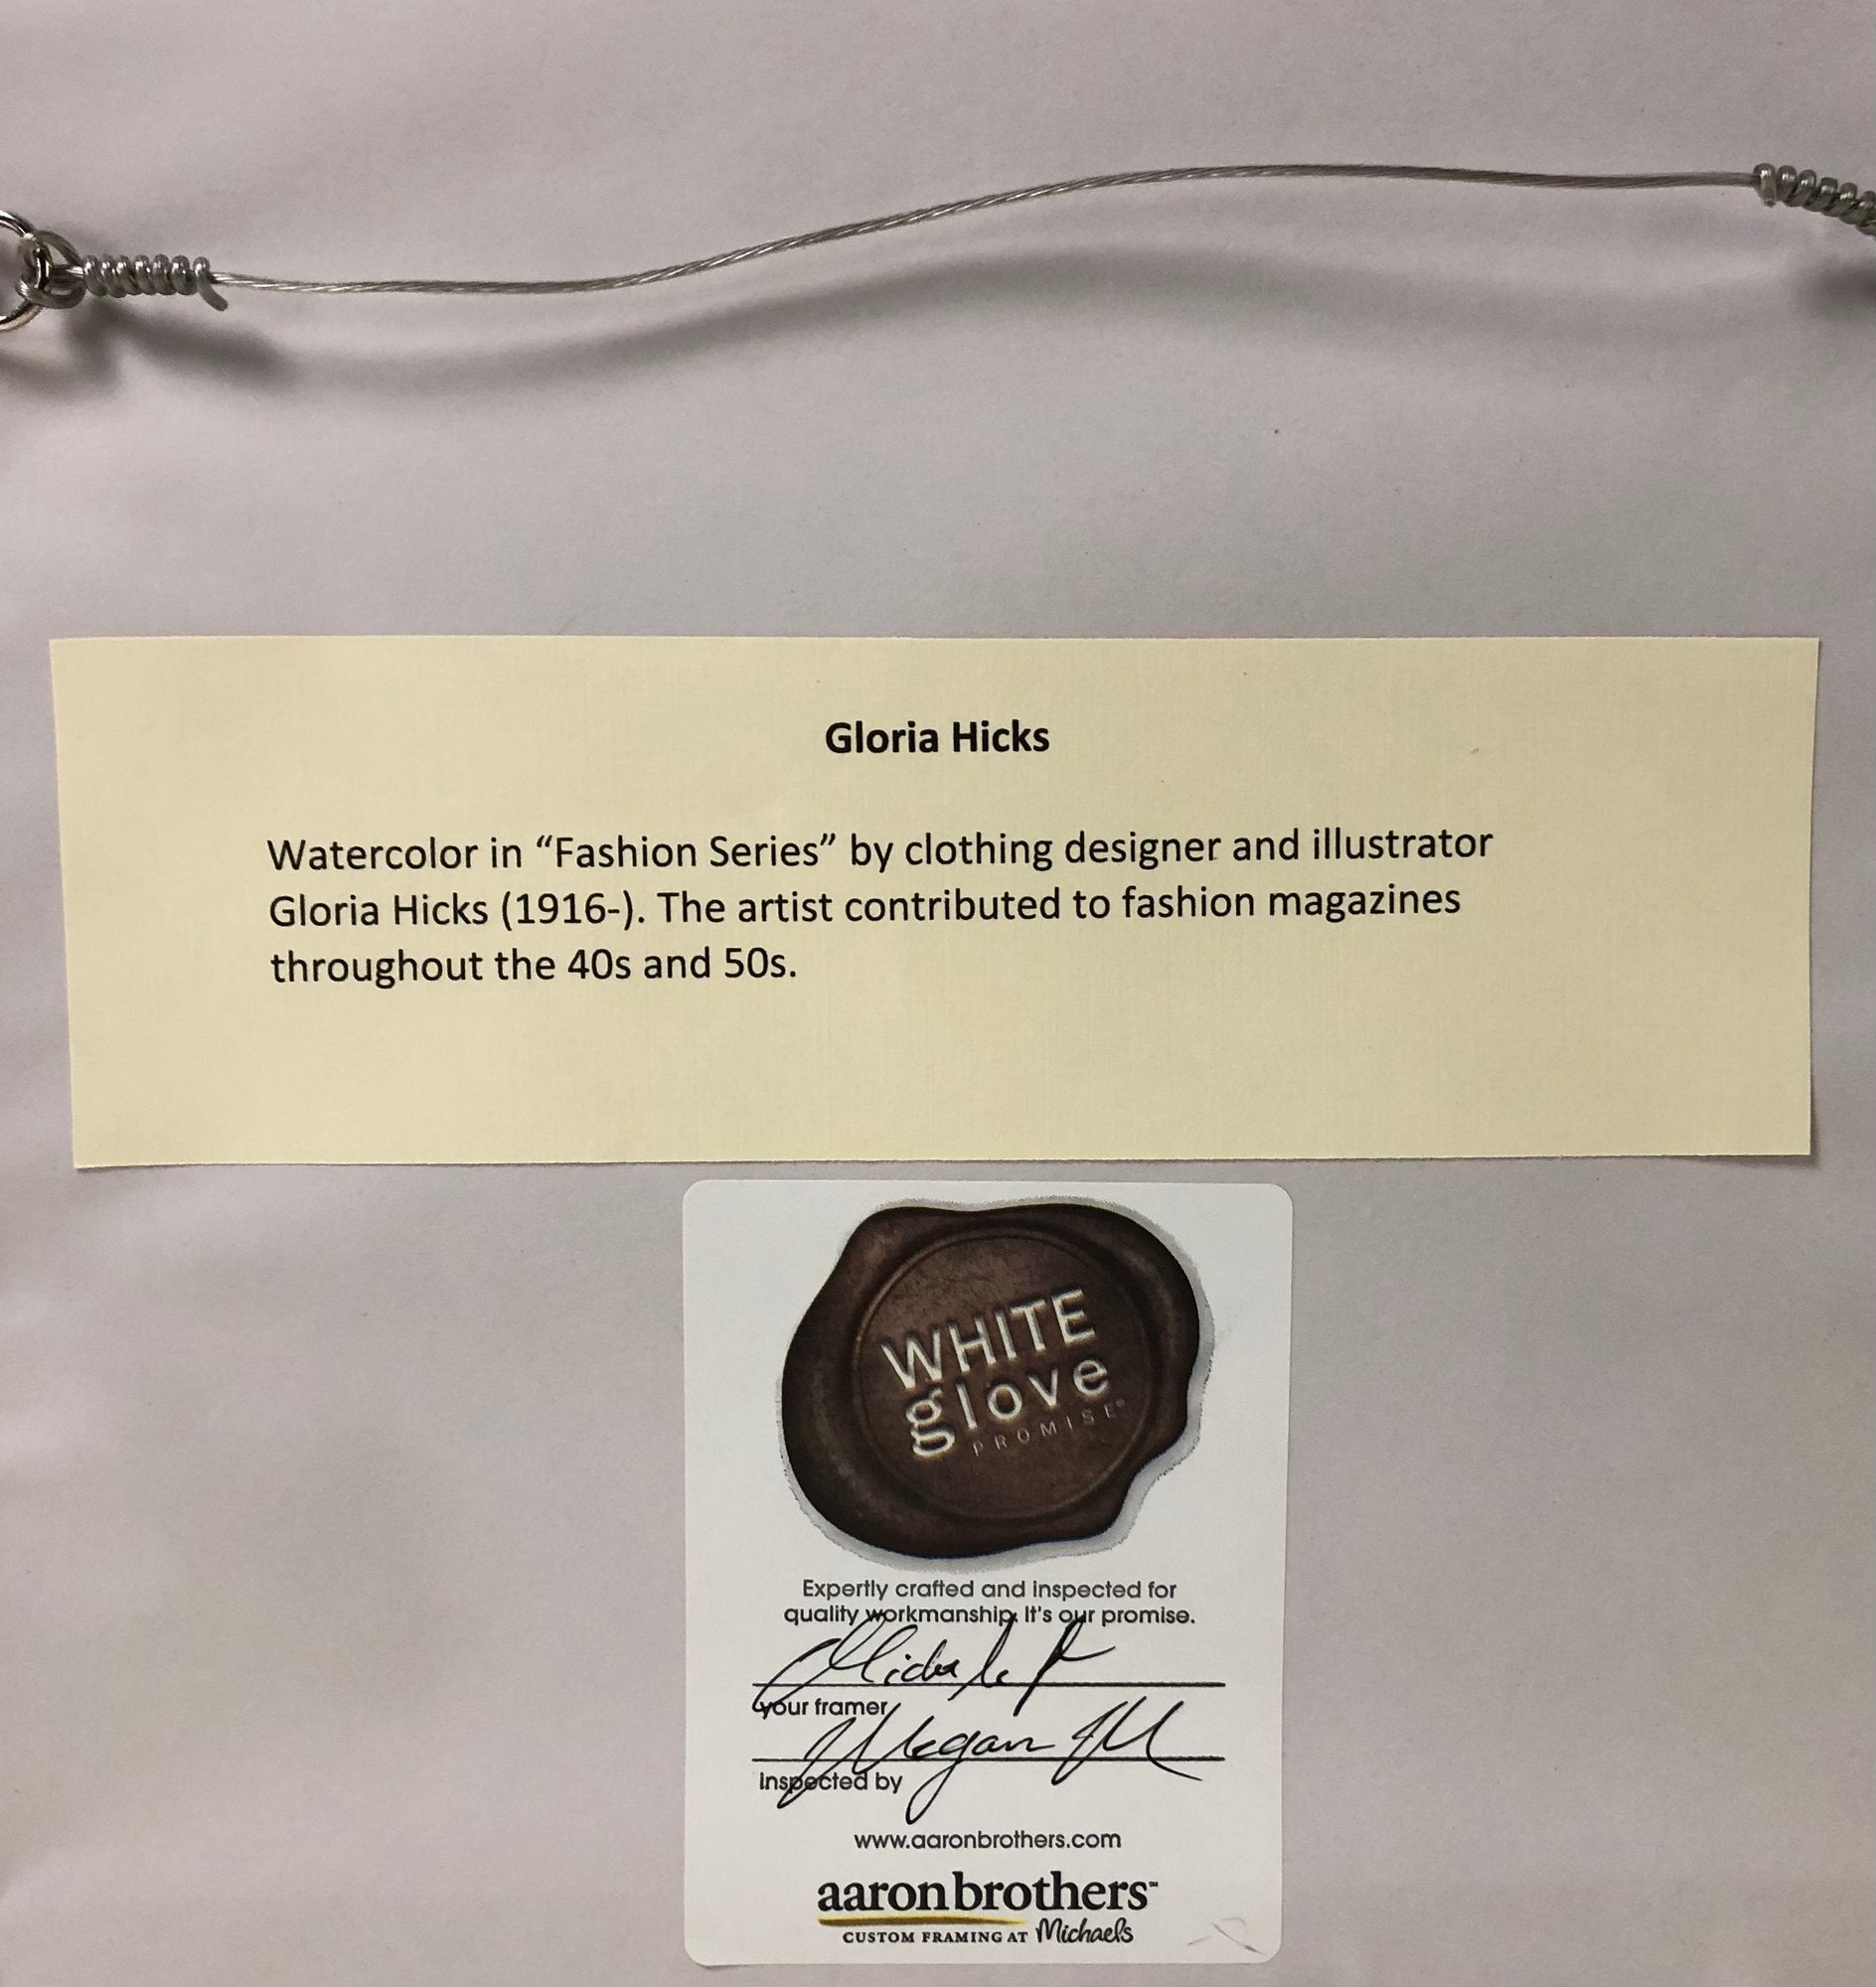 Gloria Hicks
Watercolor in “Fashion Series” by clothing designer and illustrator
Gloria Hicks (1916-). The artist contributed to fashion magazines
throughout the 40s and 50s.
WHITE
glove
PROMISE®
Expertly crafted and inspected for
quality workmanship. It's our promise.
your framer
Megan
Inspected by
www.aaronbrothers.com
aaronbrothers™
CUSTOM FRAMING AT Michaels